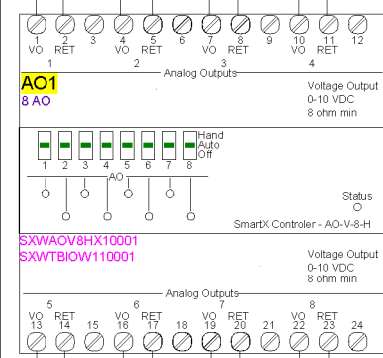 1 2 3 4 5 6 7 8 9 10 11 12
VO RET VO RET VO RET VO RET
1 2 3 4
Analog Outputs
AO1
8 AO
Voltage Output
0-10 VDC
8 ohm min
Hand
Auto
Off
1 2 3 4 5 6 7 8
AO
Status
SmartX Controler - AO-V-8-H
SXWAOV8HX10001
SXWTBIOW110001
Voltage Output
0-10 VDC
8 ohm min
Analog Outputs
5 6 7 8
VO RET VO RET VO RET VO RET
13 14 15 16 17 18 19 20 21 22 23 24